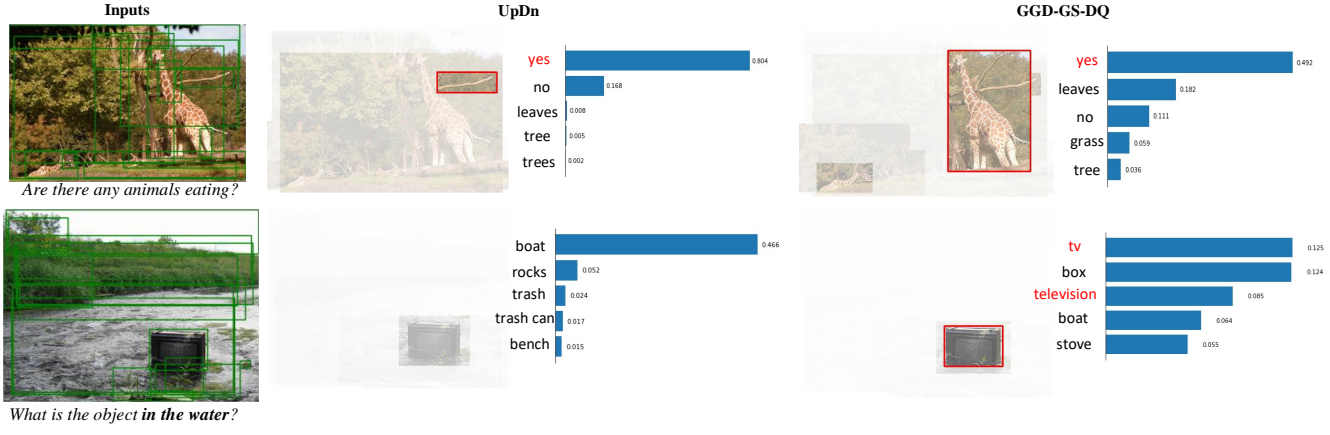 Inputs
UpDn
GGD-GS-DQ
Are there any animals eating?
yes 0.804
no 0.168
leaves 0.008
tree 0.005
trees 0.002
yes 0.492
leaves 0.182
no 0.111
grass 0.059
tree 0.036
What is the object in the water?
boat 0.466
rocks 0.052
trash 0.024
trash can 0.017
bench 0.015
tv 0.125
box 0.124
television 0.085
boat 0.064
stove 0.055